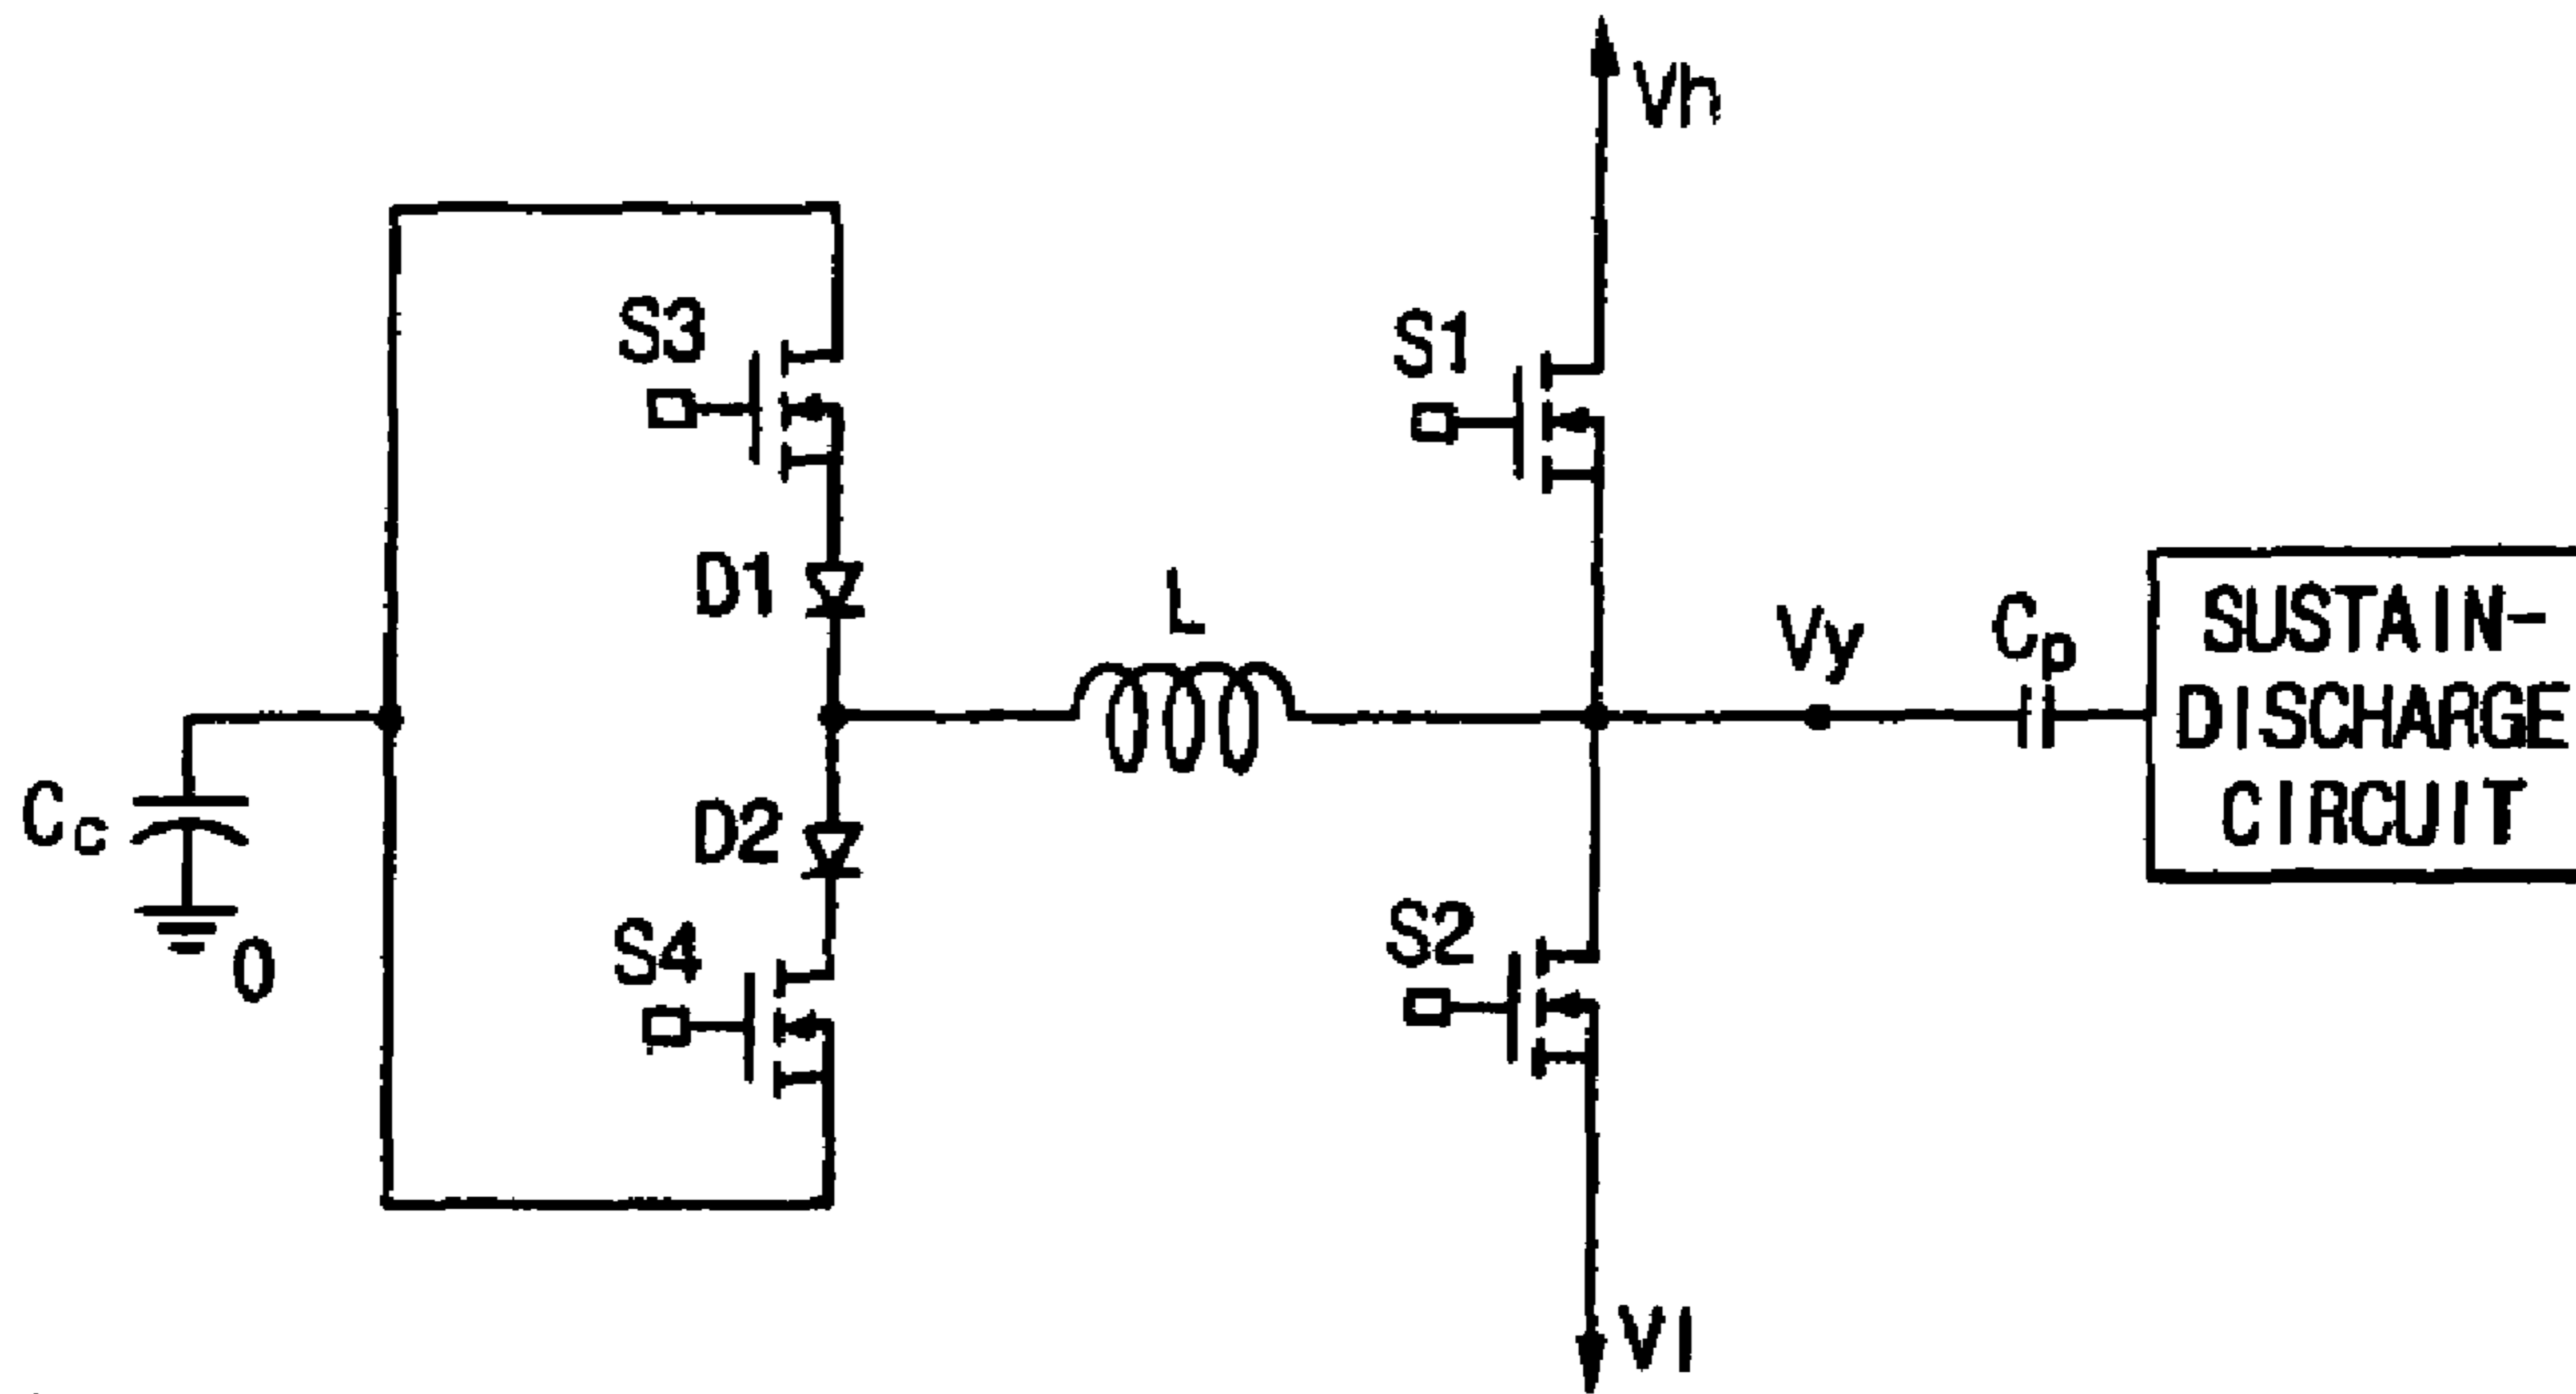 Vh
S3
S1
D1
L
Vy
Cp
SUSTAIN-
DISCHARGE
CIRCUIT
Cc
D2
0
S4
S2
Vl